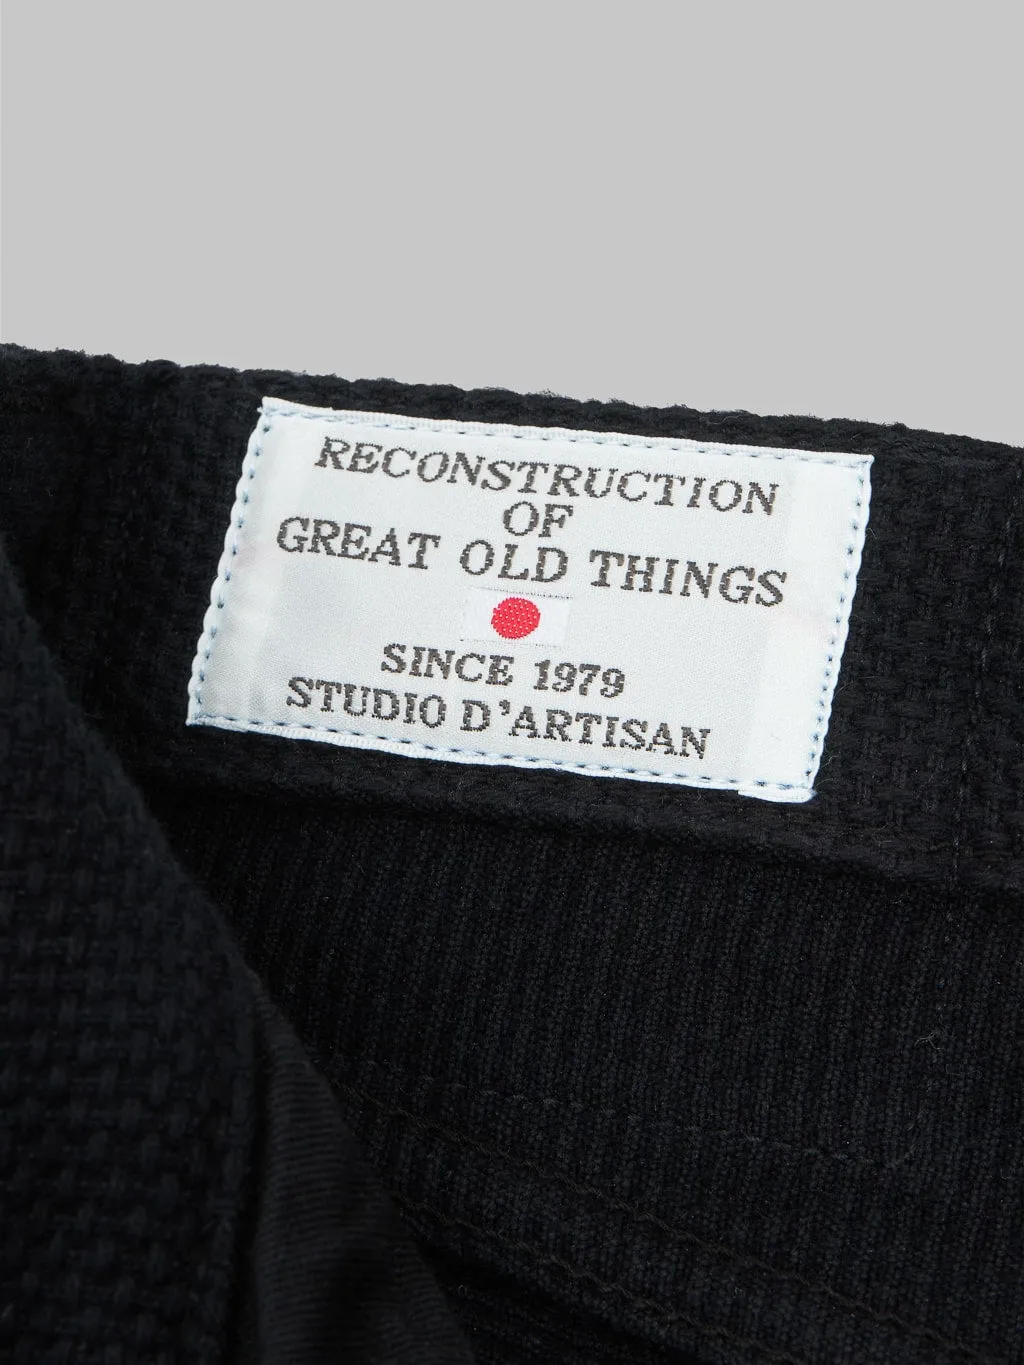 RECONSTRUCTION
OF
GREAT OLD THINGS
SINCE 1979
STUDIO D'ARTISAN